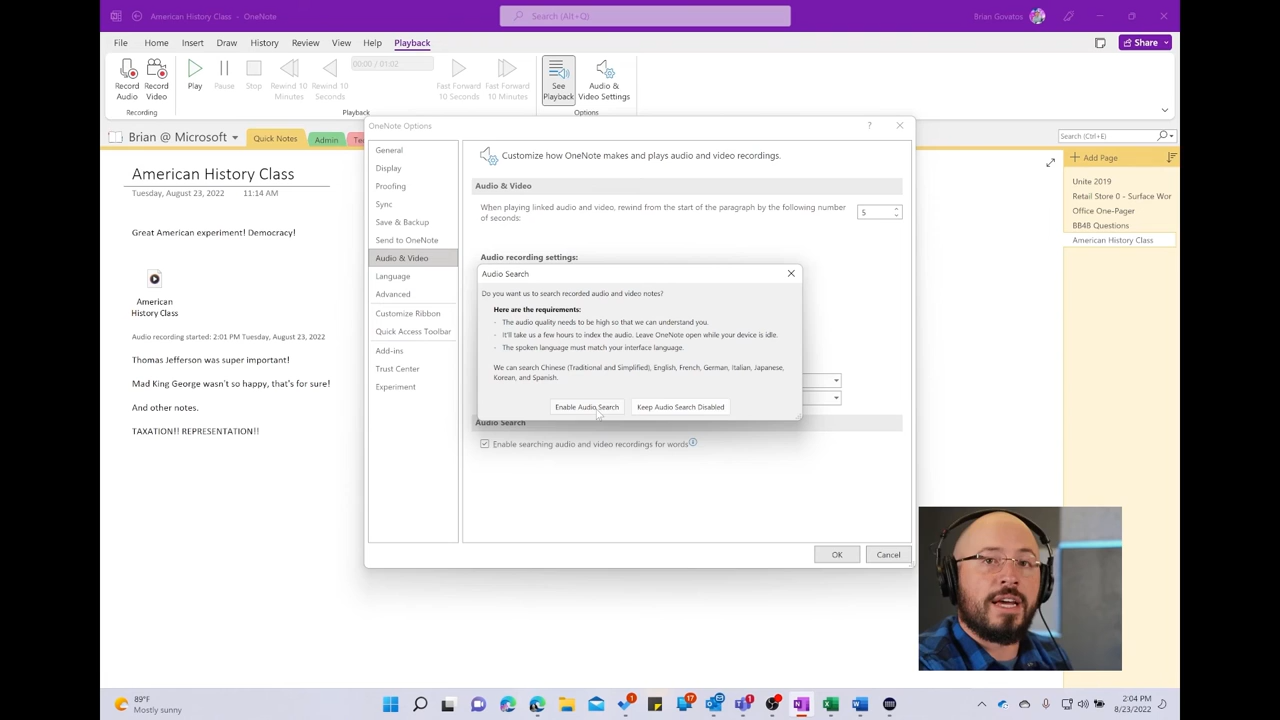 American History Class - OneNote
Search (Alt+Q)
Brian Govatos
File Home Insert Draw History Review View Help Playback
Share
Record Audio
Record Video
Play
Pause
Stop
Rewind 10 Minutes
Rewind 10 Seconds
00:00 / 01:02
Fast Forward 10 Seconds
Fast Forward 10 Minutes
See Playback
Audio & Video Settings
Recording
Playback
Options
Brian @ Microsoft
Quick Notes
Admin
Te
Search (Ctrl+E)
American History Class
Tuesday, August 23, 2022 11:14 AM
Great American experiment! Democracy!
American
History Class
Audio recording started: 2:01 PM Tuesday, August 23, 2022
Thomas Jefferson was super important!
Mad King George wasn't so happy, that's for sure!
And other notes.
TAXATION!! REPRESENTATION!!
OneNote Options
?
General
Display
Proofing
Sync
Save & Backup
Send to OneNote
Audio & Video
Language
Advanced
Customize Ribbon
Quick Access Toolbar
Add-ins
Trust Center
Experiment
Customize how OneNote makes and plays audio and video recordings.
Audio & Video
When playing linked audio and video, rewind from the start of the paragraph by the following number
of seconds:
5
Audio recording settings:
Audio Search
Do you want us to search recorded audio and video notes?
Here are the requirements:
- The audio quality needs to be high so that we can understand you.
- It'll take us a few hours to index the audio. Leave OneNote open while your device is idle.
- The spoken language must match your interface language.
We can search Chinese (Traditional and Simplified), English, French, German, Italian, Japanese,
Korean, and Spanish.
Enable Audio Search
Keep Audio Search Disabled
Audio Search
Enable searching audio and video recordings for words
OK
Cancel
Add Page
Unite 2019
Retail Store 0 - Surface Wor
Office One-Pager
BB4B Questions
American History Class
89°F
Mostly sunny
1
17
1
2:04 PM
8/23/2022